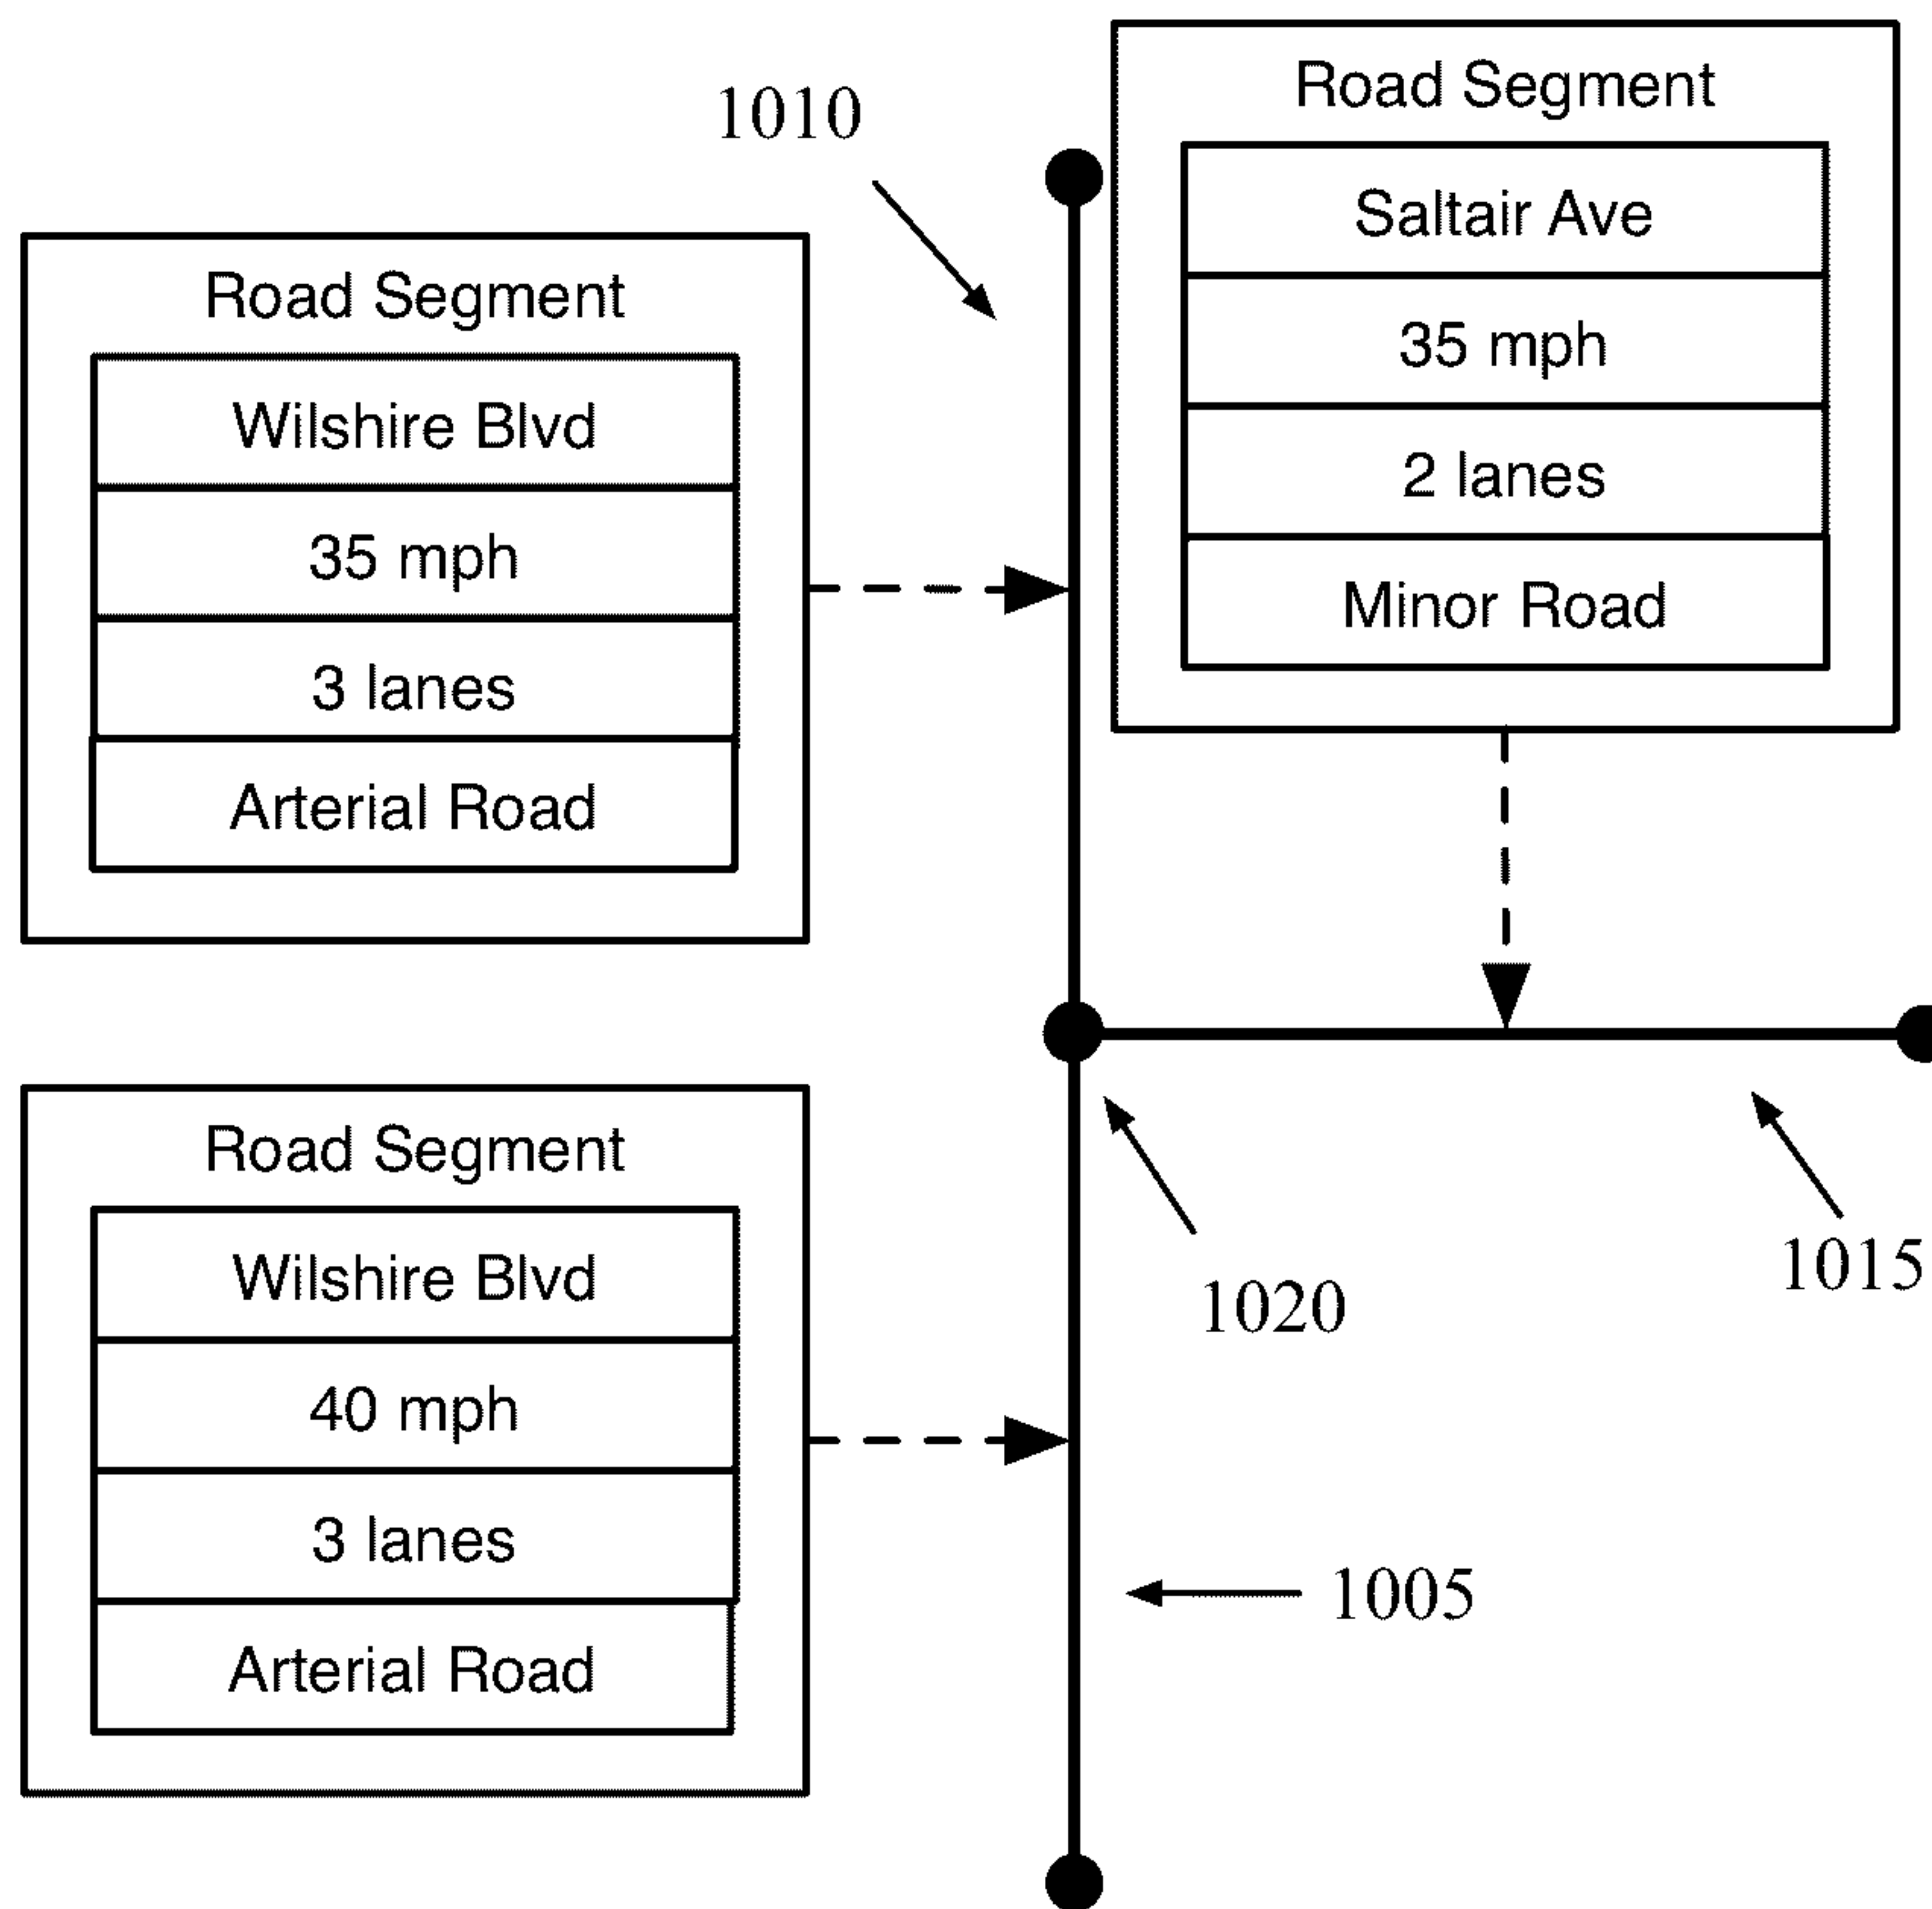 1010
Road Segment
Saltair Ave
35 mph
2 lanes
Minor Road
Road Segment
Wilshire Blvd
35 mph
3 lanes
Arterial Road
Road Segment
Wilshire Blvd
40 mph
3 lanes
Arterial Road
1020
1015
1005